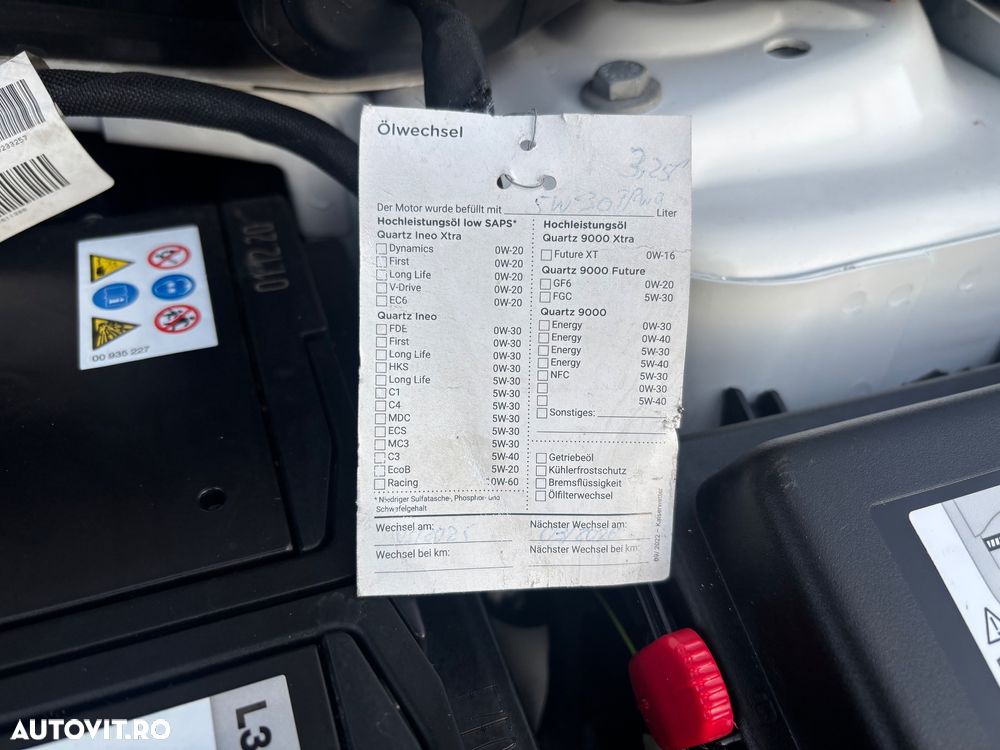 Ölwechsel
3,25l
5W30
Der Motor wurde befüllt mit Liter
Hochleistungsöl low SAPS*
Quartz Ineo Xtra
Dynamics 0W-20
First 0W-20
Long Life 0W-20
V-Drive 0W-20
EC6 0W-20
Quartz Ineo
FDE 0W-30
First 0W-30
Long Life 0W-30
HKS 0W-30
Long Life 5W-30
C1 5W-30
C4 5W-30
MDC 5W-30
ECS 5W-30
MC3 5W-30
C3 5W-40
EcoB 5W-20
Racing 0W-60
* Niedriger Sulfatasche-, Phosphor- und
Schwefelgehalt
Hochleistungsöl
Quartz 9000 Xtra
Future XT 0W-16
Quartz 9000 Future
GF6 0W-20
FGC 5W-30
Quartz 9000
Energy 0W-30
Energy 0W-40
Energy 5W-30
Energy 5W-40
NFC 5W-30
0W-30
5W-40
Sonstiges:
Getriebeöl
Kühlerfrostschutz
Bremsflüssigkeit
Ölfilterwechsel
Wechsel am:
Nächster Wechsel am:
Wechsel bei km:
Nächster Wechsel bei km:
09/ 2022 – Kaiserwetter
00 935 227
L3
AUTOVIT.RO